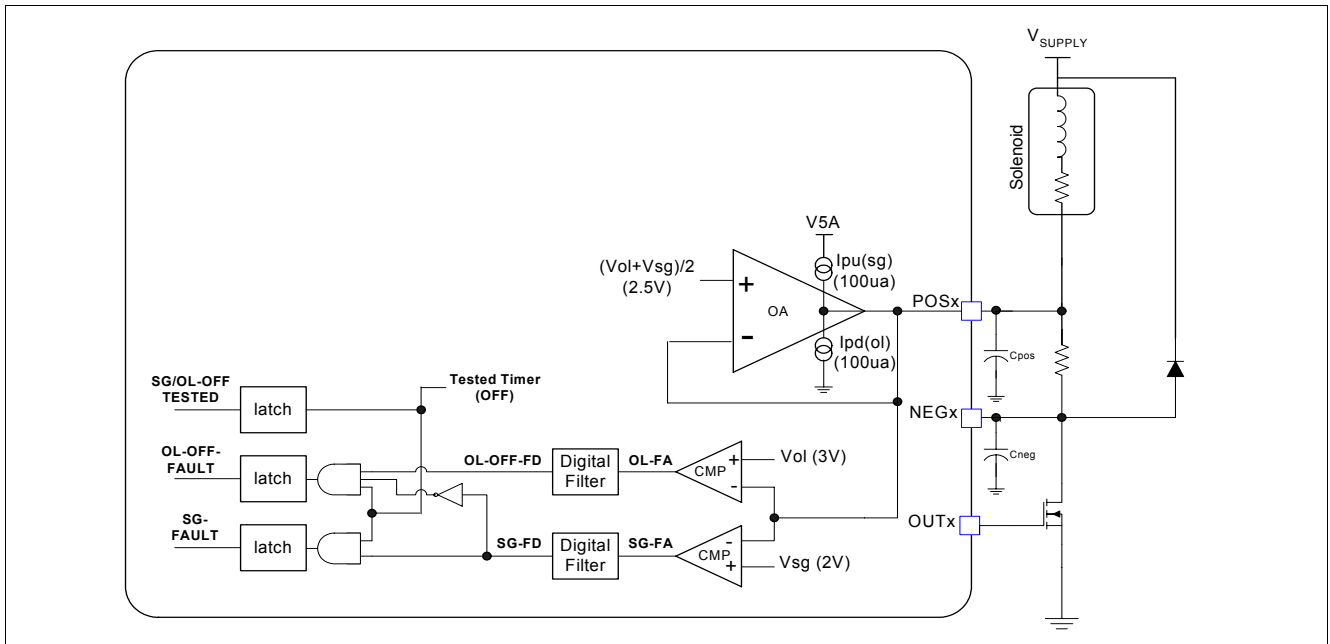 V_SUPPLY
Solenoid
V5A
Ipu(sg)
(100ua)
(Vol+Vsg)/2
(2.5V)
+
OA
-
POSx
Ipd(ol)
(100ua)
Cpos
SG/OL-OFF
TESTED
latch
Tested Timer
(OFF)
NEGx
OL-OFF-
FAULT
latch
OL-OFF-FD
Digital
Filter
OL-FA
CMP
+
-
Vol (3V)
Cneg
OUTx
SG-
FAULT
latch
SG-FD
Digital
Filter
SG-FA
CMP
-
+
Vsg (2V)